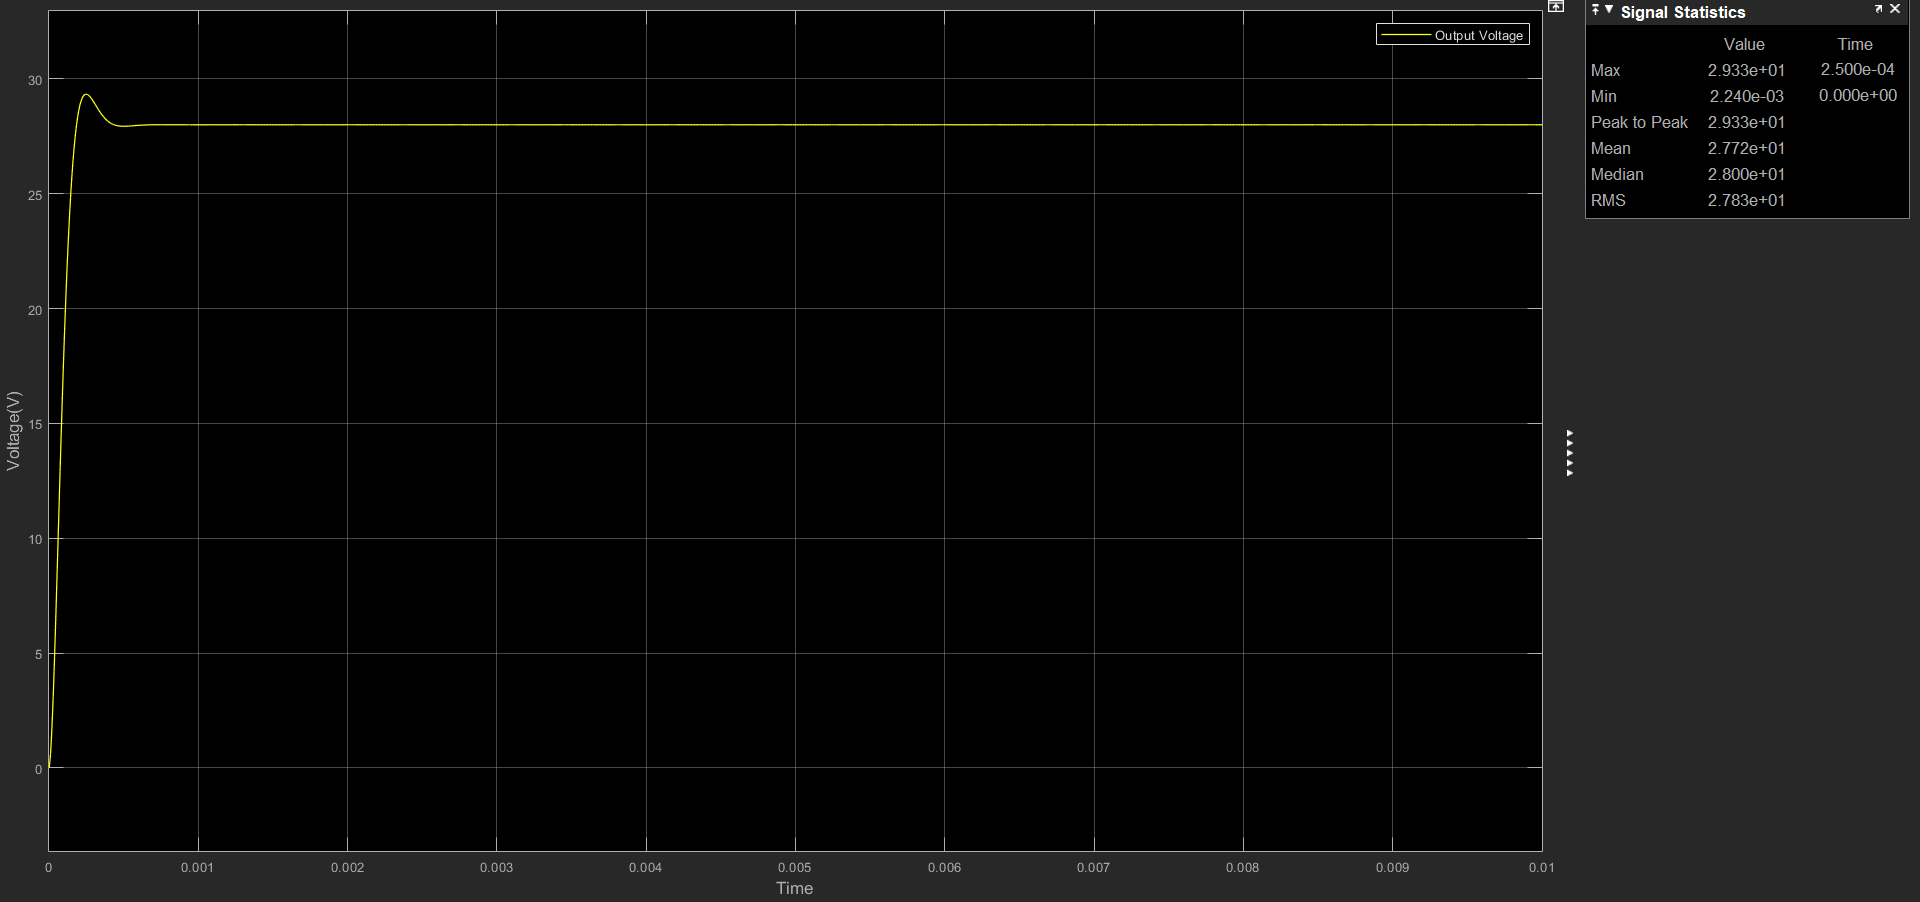 Output Voltage
30
25
20
15
10
5
0
Voltage(V)
0 0.001 0.002 0.003 0.004 0.005 0.006 0.007 0.008 0.009 0.01
Time
Signal Statistics
Value Time
Max 2.933e+01 2.500e-04
Min 2.240e-03 0.000e+00
Peak to Peak 2.933e+01
Mean 2.772e+01
Median 2.800e+01
RMS 2.783e+01